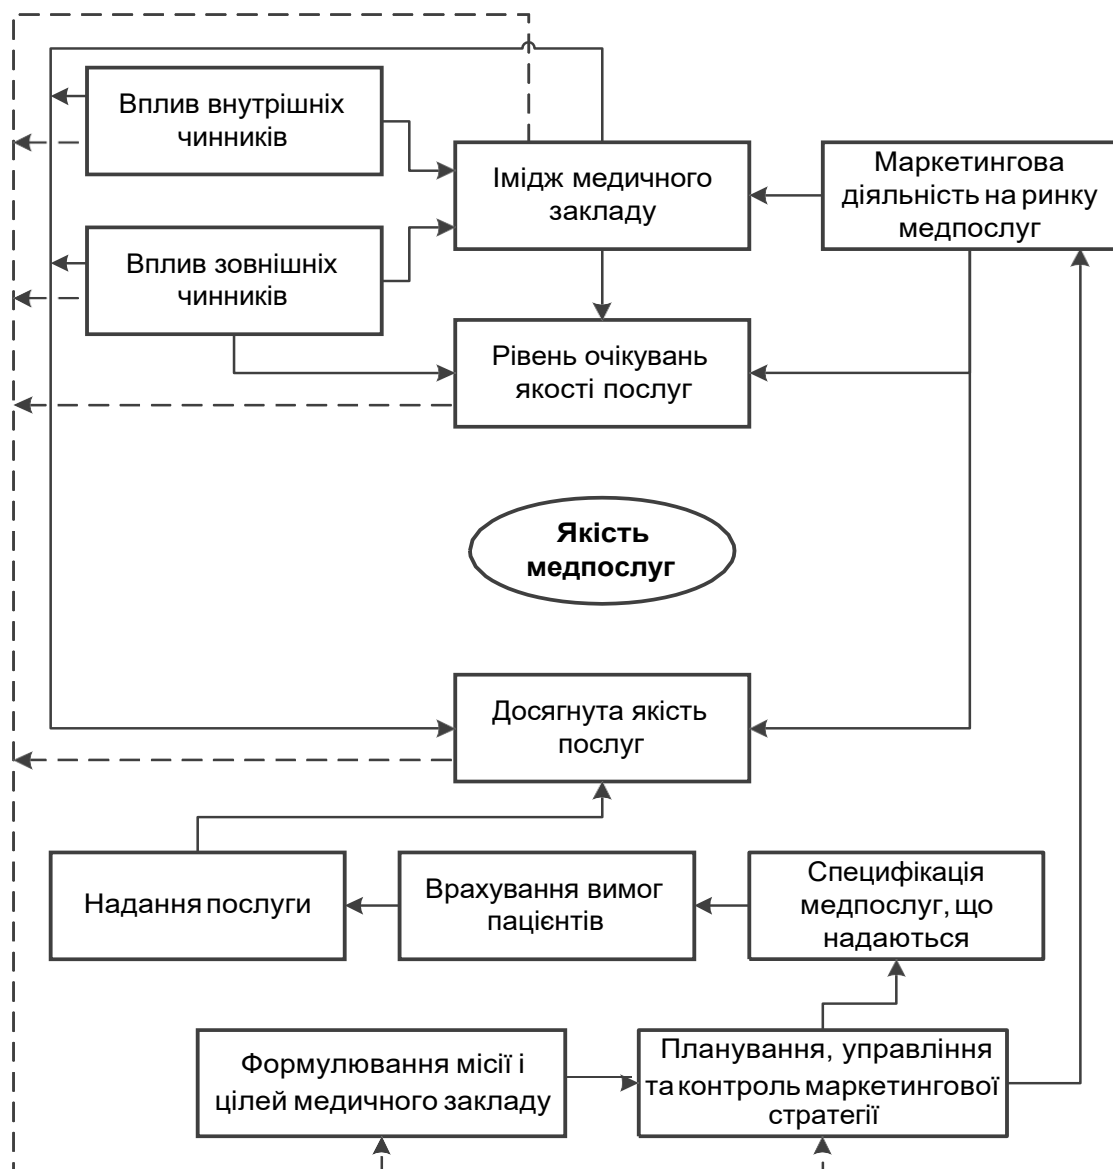 Вплив внутрішніх
чинників
Імідж медичного
закладу
Маркетингова
діяльність на ринку
медпослуг
Вплив зовнішніх
чинників
Рівень очікувань
якості послуг
Якість
медпослуг
Досягнута якість
послуг
Надання послуги
Врахування вимог
пацієнтів
Специфікація
медпослуг, що
надаються
Формулювання місії і
цілей медичного закладу
Планування, управління
та контроль маркетингової
стратегії